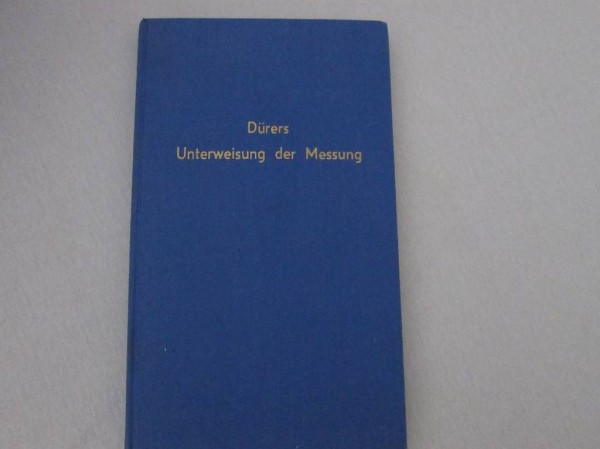 Dürers
Unterweisung der Messung